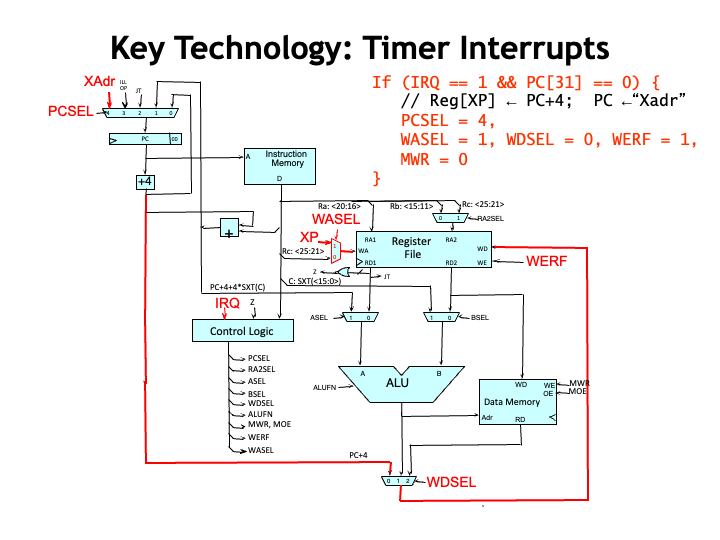 Key Technology: Timer Interrupts
If (IRQ == 1 && PC[31] == 0) {
// Reg[XP] ← PC+4; PC ←“Xadr”
PCSEL = 4,
WASEL = 1, WDSEL = 0, WERF = 1,
MWR = 0
}
XAdr
ILL
OP
JT
PCSEL
4 3 2 1 0
PC
00
+4
A
Instruction
Memory
D
Ra: <20:16>
Rb: <15:11>
Rc: <25:21>
0 1
RA2SEL
WASEL
XP
+
Rc: <25:21>
1
0
RA1
RA2
Register
File
WA
WD
WE
RD1
RD2
WERF
Z
JT
C: SXT(<15:0>)
PC+4+4*SXT(C)
IRQ
Z
Control Logic
ASEL
1 0
1 0
BSEL
PCSEL
RA2SEL
ASEL
BSEL
WDSEL
ALUFN
MWR, MOE
WERF
WASEL
A
B
ALU
ALUFN
WD
WE
OE
MWR
MOE
Data Memory
Adr
RD
PC+4
0 1 2
WDSEL